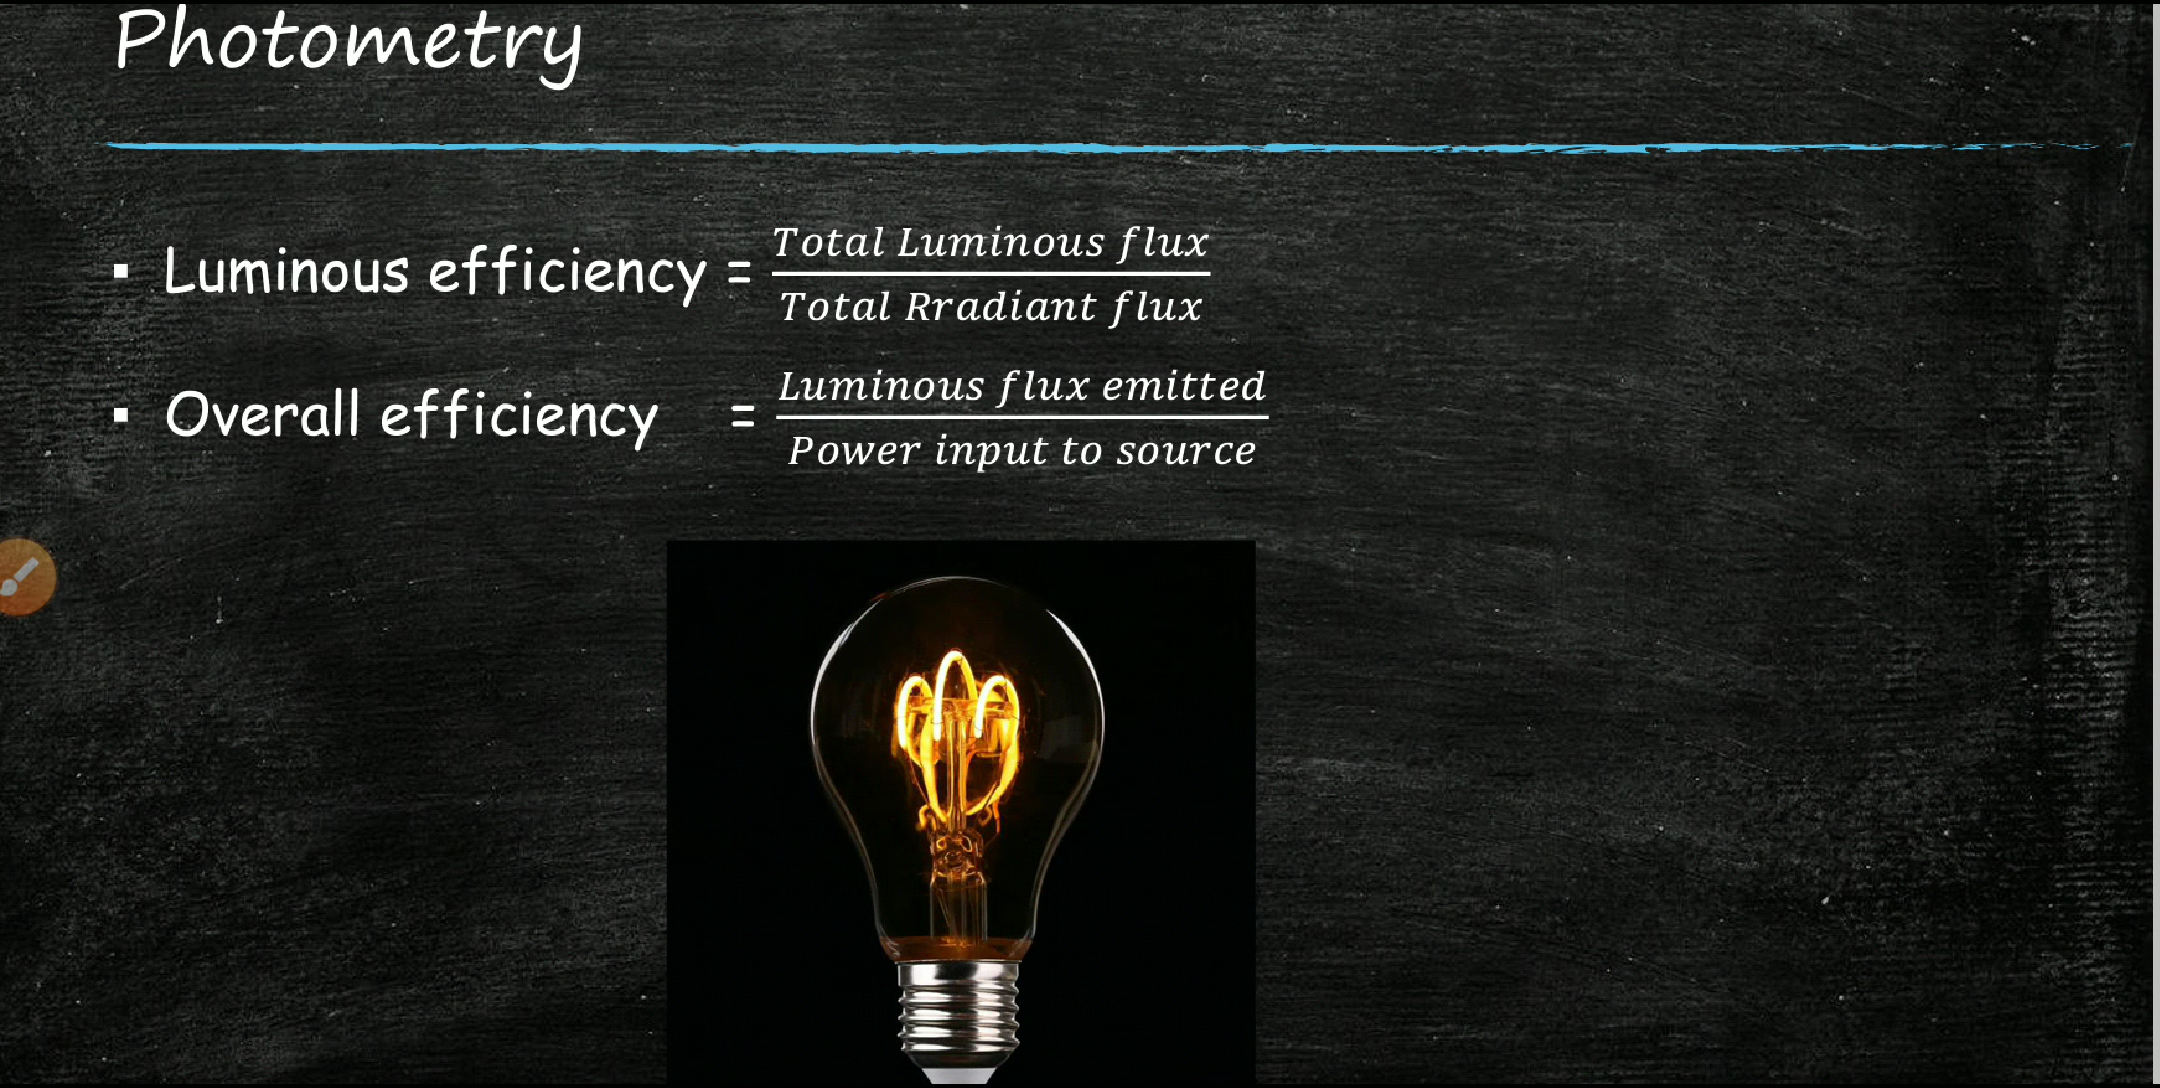 Photometry
▪ Luminous efficiency = Total Luminous flux / Total Rradiant flux
▪ Overall efficiency = Luminous flux emitted / Power input to source